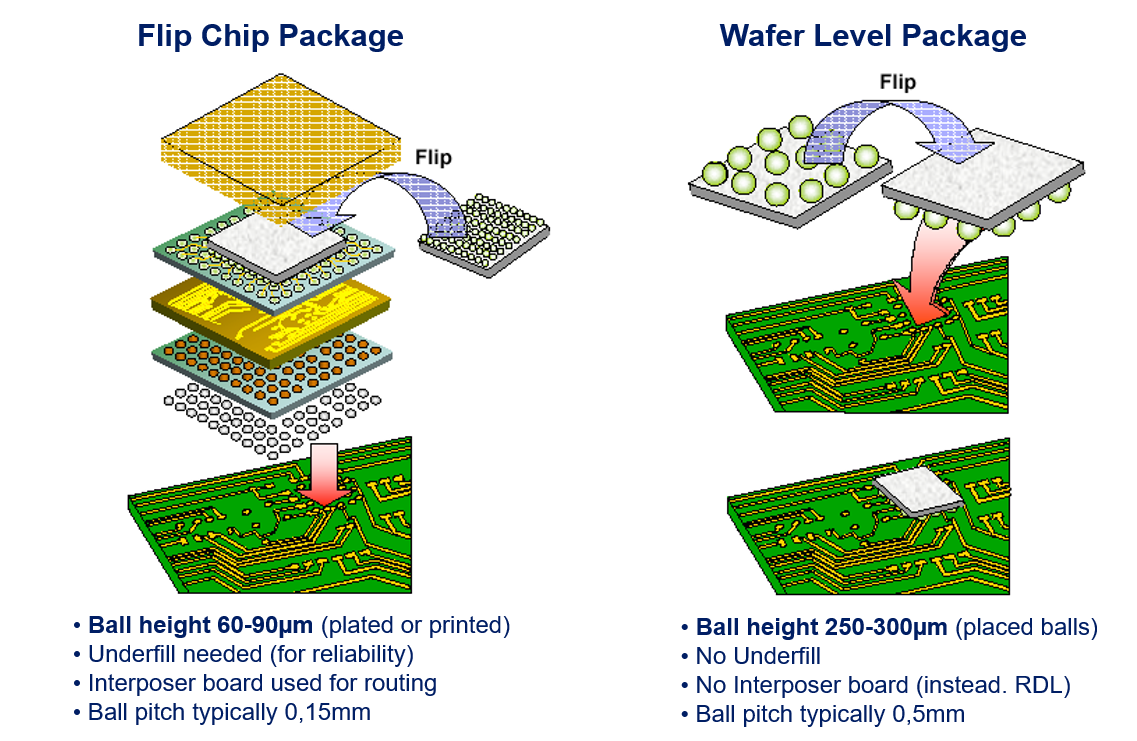 Flip Chip Package
Flip
• Ball height 60-90µm (plated or printed)
• Underfill needed (for reliability)
• Interposer board used for routing
• Ball pitch typically 0,15mm
Wafer Level Package
Flip
• Ball height 250-300µm (placed balls)
• No Underfill
• No Interposer board (instead. RDL)
• Ball pitch typically 0,5mm